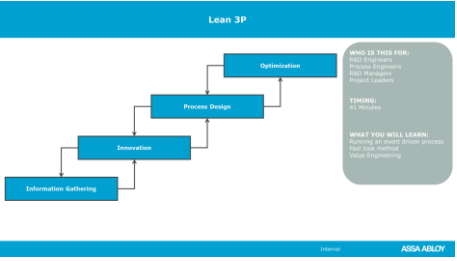 Lean 3P
Optimization
Process Design
Innovation
Information Gathering
WHO IS THIS FOR:
R&D Engineers
Process Engineers
R&D Managers
Project Leaders
TIMING:
41 Minutes
WHAT YOU WILL LEARN:
Running an event driven process
Fast look method
Value Engineering
Internal
ASSA ABLOY